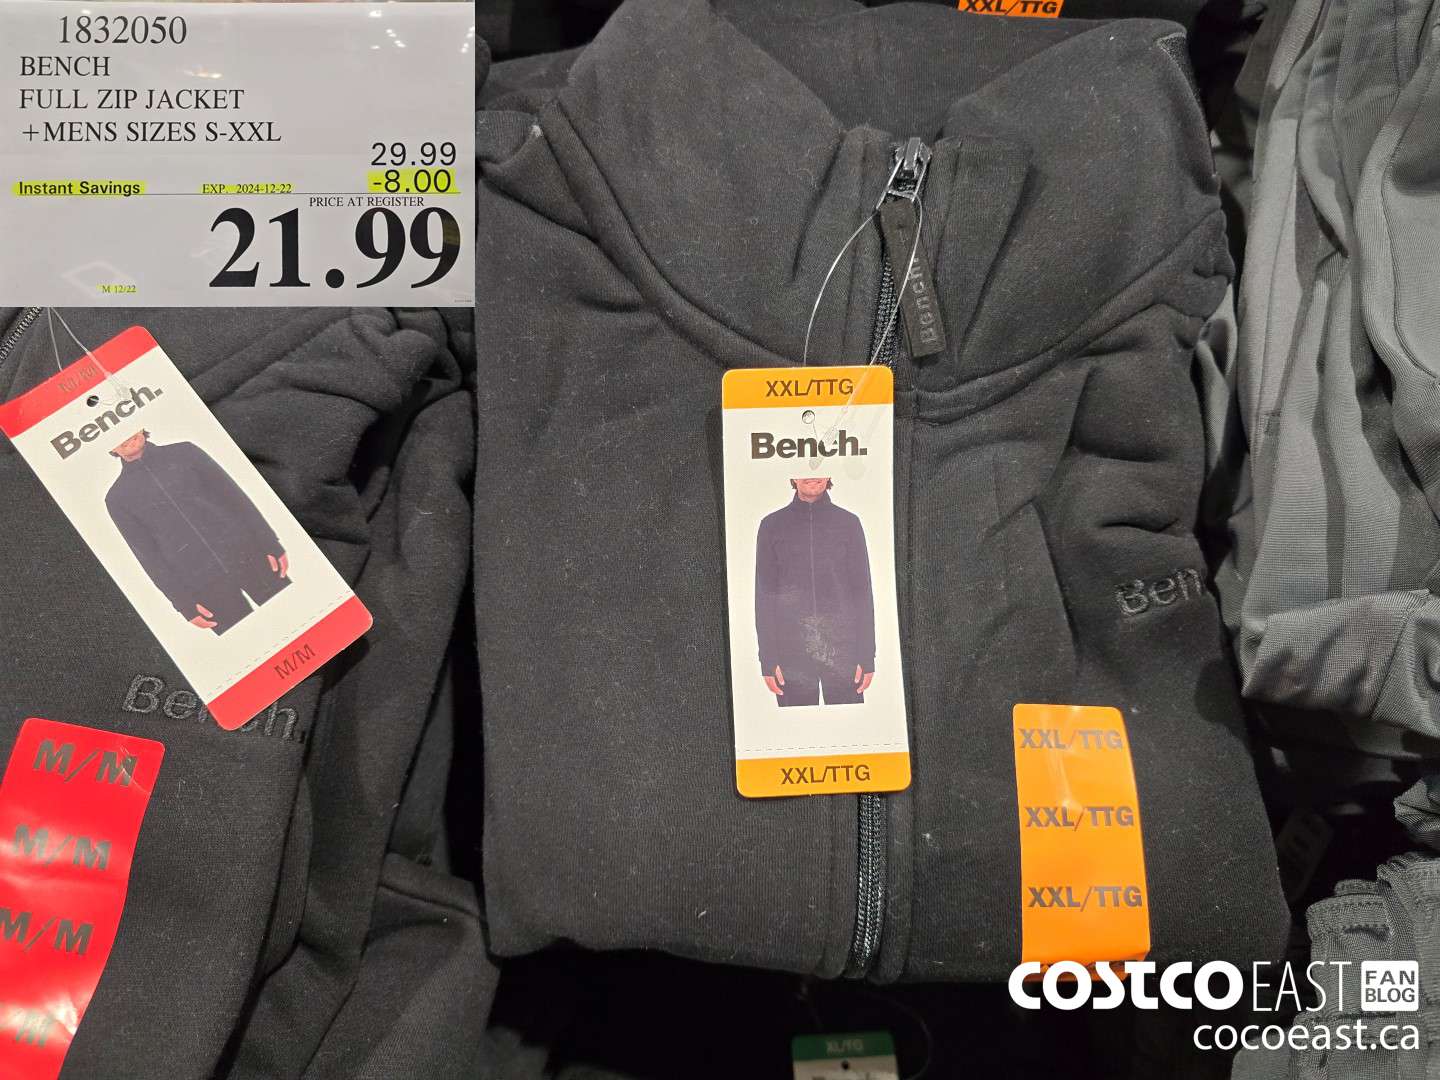 1832050
BENCH
FULL ZIP JACKET
+MENS SIZES S-XXL
29.99
Instant Savings
EXP. 2024-12-22
-8.00
PRICE AT REGISTER
21.99
M 12/22
XXL/TTG
M/M
Bench.
M/M
Bench.
M/M
M/M
M/M
M
Bench.
XXL/TTG
Bench.
XXL/TTG
Ben
XXL/TTG
XXL/TTG
XXL/TTG
XL/TG
COSTCO EAST FAN BLOG
cocoeast.ca